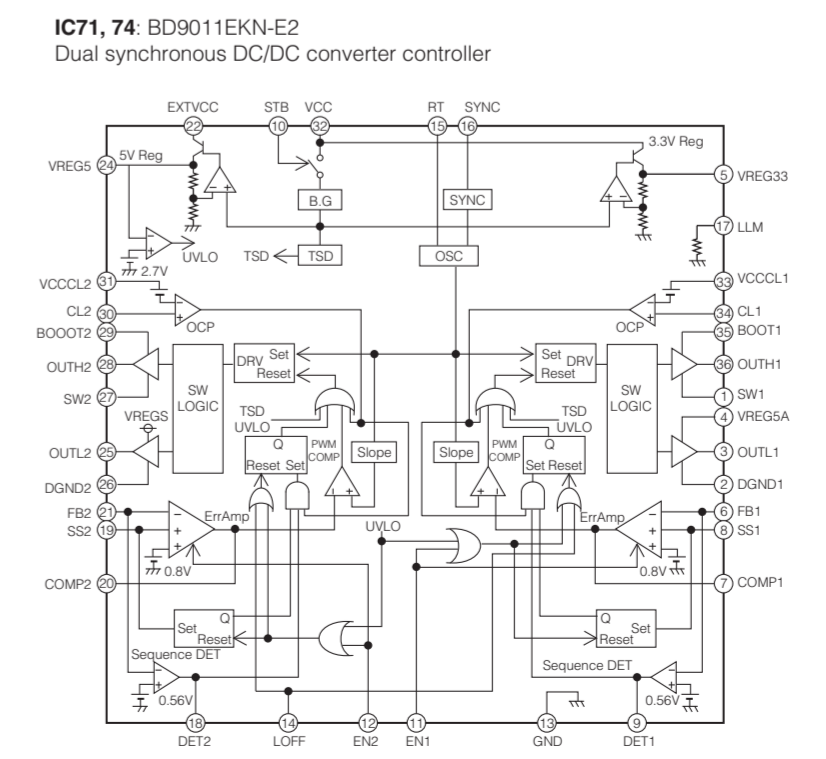 IC71, 74: BD9011EKN-E2
Dual synchronous DC/DC converter controller
EXTVCC STB VCC RT SYNC
22 10 32 15 16
VREG5 24 5V Reg 3.3V Reg 5 VREG33
B.G SYNC
17 LLM
UVLO TSD TSD OSC
2.7V
VCCCL2 31 33 VCCCL1
CL2 30 34 CL1
OCP OCP
BOOOT2 29 35 BOOT1
OUTH2 28 DRV Set Reset Set DRV Reset 36 OUTH1
SW LOGIC SW LOGIC
SW2 27 1 SW1
VREGS TSD UVLO TSD UVLO 4 VREG5A
OUTL2 25 Q PWM COMP Slope Slope PWM COMP Q 3 OUTL1
Reset Set Set Reset
DGND2 26 2 DGND1
FB2 21 ErrAmp ErrAmp 6 FB1
SS2 19 UVLO 8 SS1
0.8V 0.8V
COMP2 20 7 COMP1
Q Q
Set Set
Reset Reset
Sequence DET Sequence DET
0.56V 0.56V
18 14 12 11 13 9
DET2 LOFF EN2 EN1 GND DET1